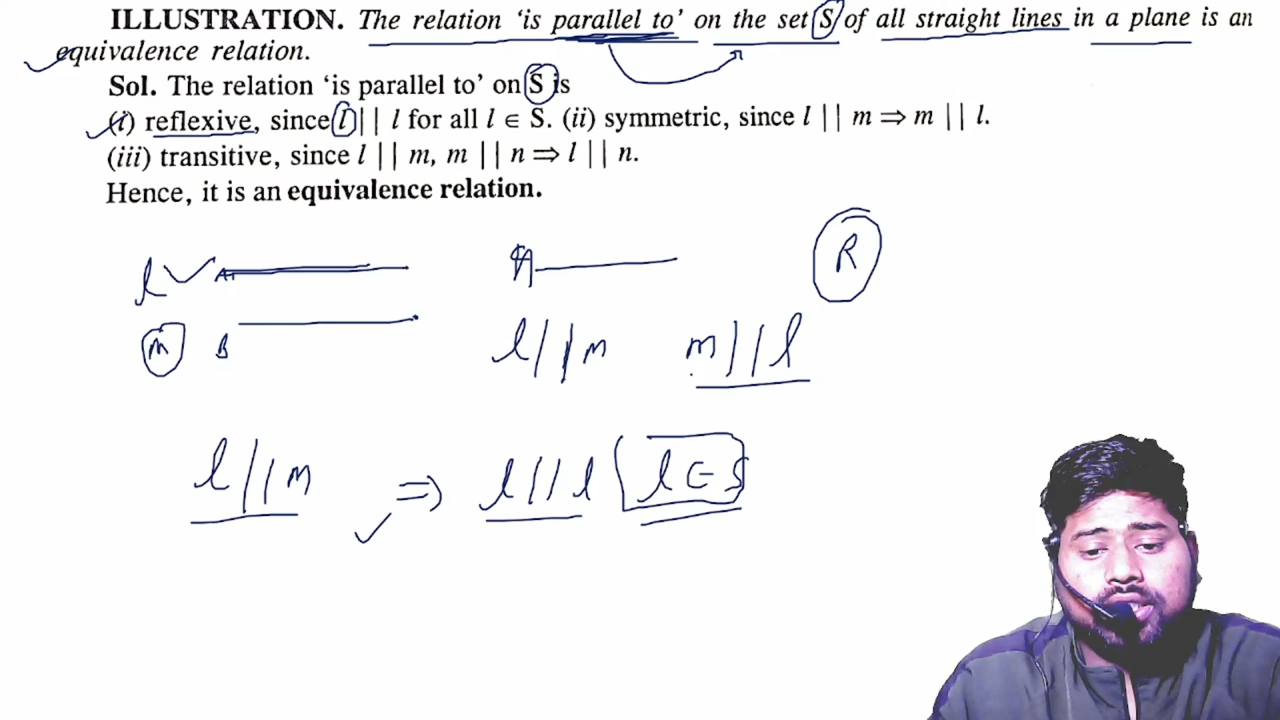 ILLUSTRATION. The relation ‘is parallel to’ on the set S of all straight lines in a plane is an
equivalence relation.
Sol. The relation ‘is parallel to’ on S is
(i) reflexive, since l || l for all l ∈ S. (ii) symmetric, since l || m ⇒ m || l.
(iii) transitive, since l || m, m || n ⇒ l || n.
Hence, it is an equivalence relation.
R
l
m B
l // m m // l
l // m ⇒ l // l l ∈ S